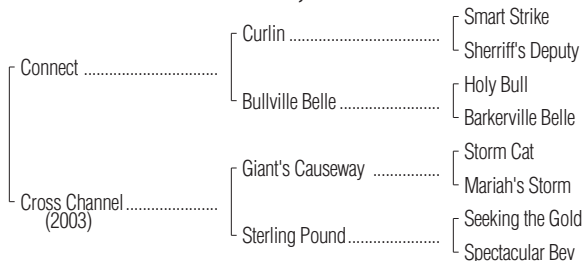 Smart Strike
Curlin
Sherriff's Deputy
Connect
Holy Bull
Bullville Belle
Barkerville Belle
Storm Cat
Giant's Causeway
Mariah's Storm
Cross Channel
(2003)
Seeking the Gold
Sterling Pound
Spectacular Bev